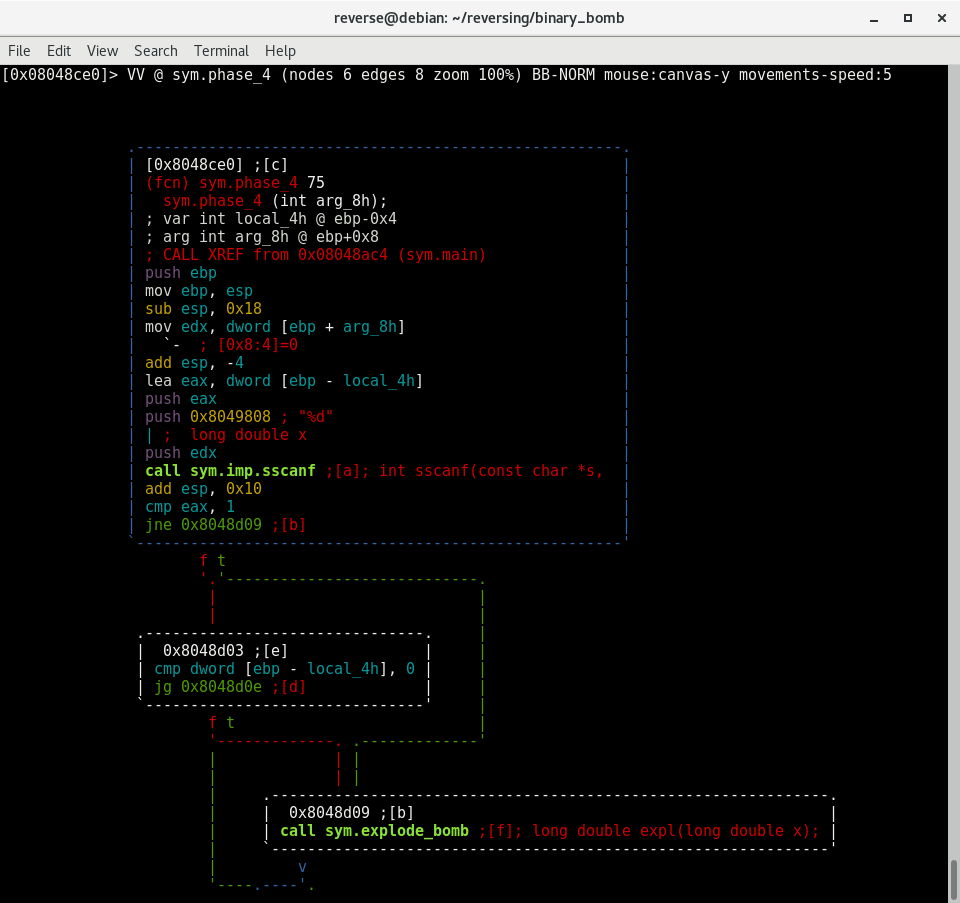 reverse@debian: ~/reversing/binary_bomb
File Edit View Search Terminal Help
[0x08048ce0]> VV @ sym.phase_4 (nodes 6 edges 8 zoom 100%) BB-NORM mouse:canvas-y movements-speed:5
[0x8048ce0] ;[c]
(fcn) sym.phase_4 75
sym.phase_4 (int arg_8h);
; var int local_4h @ ebp-0x4
; arg int arg_8h @ ebp+0x8
; CALL XREF from 0x08048ac4 (sym.main)
push ebp
mov ebp, esp
sub esp, 0x18
mov edx, dword [ebp + arg_8h]
`- ; [0x8:4]=0
add esp, -4
lea eax, dword [ebp - local_4h]
push eax
push 0x8049808 ; "%d"
| ; long double x
push edx
call sym.imp.sscanf ;[a]; int sscanf(const char *s,
add esp, 0x10
cmp eax, 1
jne 0x8048d09 ;[b]
f t
0x8048d03 ;[e]
cmp dword [ebp - local_4h], 0
jg 0x8048d0e ;[d]
f t
0x8048d09 ;[b]
call sym.explode_bomb ;[f]; long double expl(long double x);
v